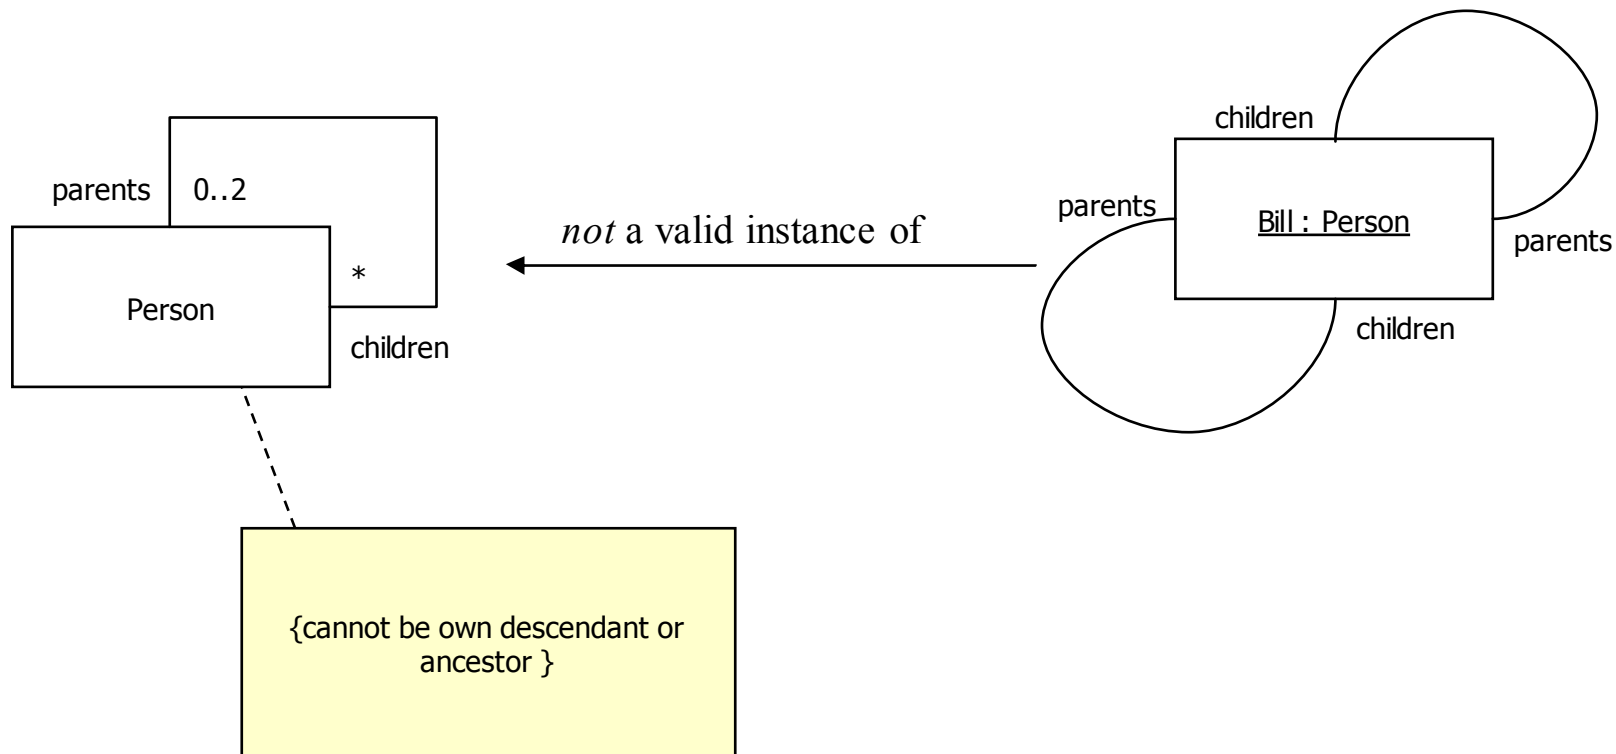 parents
0..2
*
Person
children
{cannot be own descendant or
ancestor }
not a valid instance of
children
parents
Bill : Person
parents
children